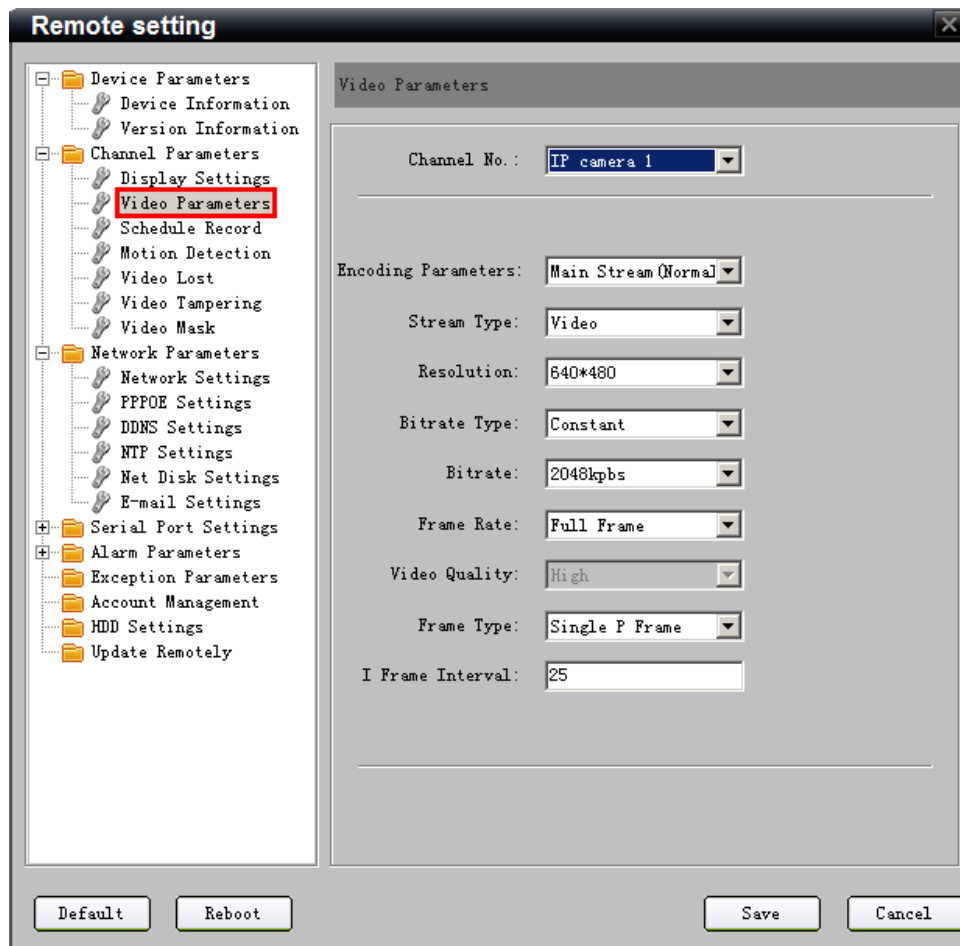 Remote setting
Device Parameters
Device Information
Version Information
Channel Parameters
Display Settings
Video Parameters
Schedule Record
Motion Detection
Video Lost
Video Tampering
Video Mask
Network Parameters
Network Settings
PPPOE Settings
DDNS Settings
NTP Settings
Net Disk Settings
E-mail Settings
Serial Port Settings
Alarm Parameters
Exception Parameters
Account Management
HDD Settings
Update Remotely
Video Parameters
Channel No.: IP camera 1
Encoding Parameters: Main Stream(Normal
Stream Type: Video
Resolution: 640*480
Bitrate Type: Constant
Bitrate: 2048kpbs
Frame Rate: Full Frame
Video Quality: High
Frame Type: Single P Frame
I Frame Interval: 25
Default Reboot Save Cancel